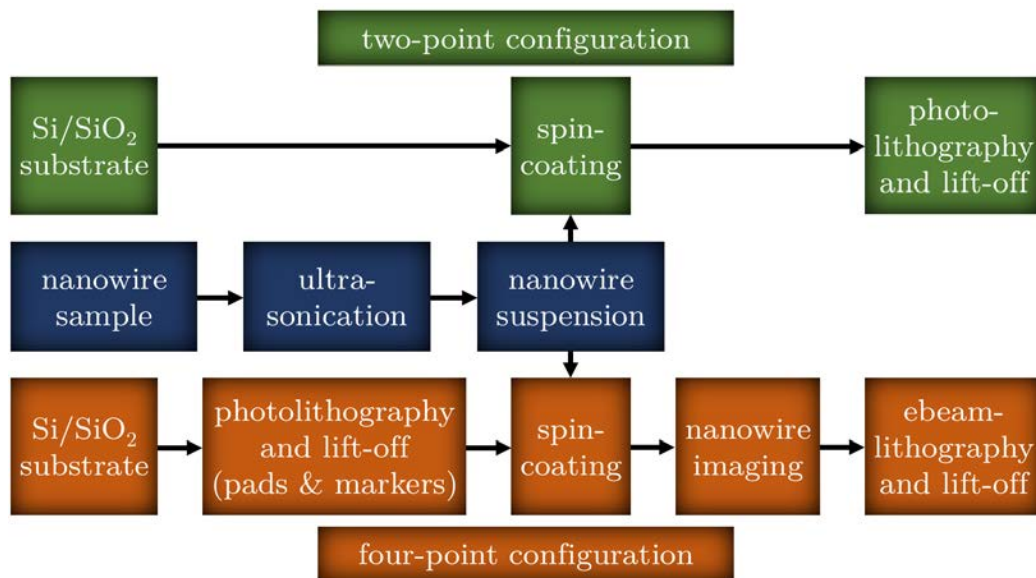 two-point configuration
Si/SiO₂
substrate
spin-
coating
photo-
lithography
and lift-off
nanowire
sample
ultra-
sonication
nanowire
suspension
Si/SiO₂
substrate
photolithography
and lift-off
(pads & markers)
spin-
coating
nanowire
imaging
ebeam-
lithography
and lift-off
four-point configuration